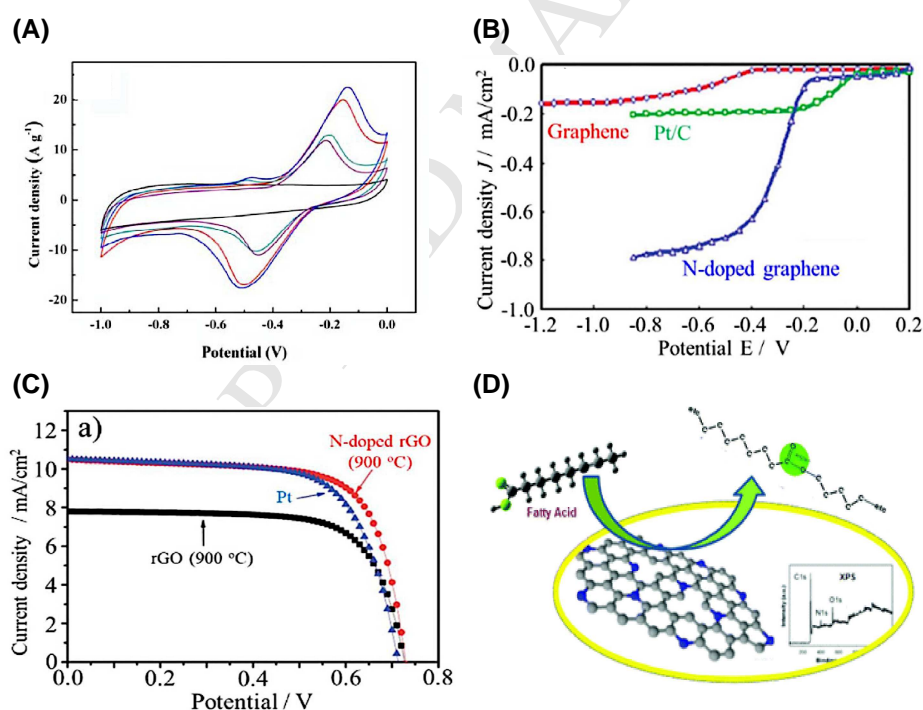 (A)
Current density (A g⁻¹)
20
10
0
-10
-20
-1.0
-0.8
-0.6
-0.4
-0.2
0.0
Potential (V)
(B)
Current density J / mA/cm2
0.0
-0.2
-0.4
-0.6
-0.8
-1.0
Graphene
Pt/C
N-doped graphene
-1.2
-1.0
-0.8
-0.6
-0.4
-0.2
0.0
0.2
Potential E / V
(C)
a)
Current density / mA/cm²
12
10
8
6
4
2
0
N-doped rGO
(900 °C)
Pt
rGO (900 °C)
0.0
0.2
0.4
0.6
0.8
Potential / V
(D)
Fatty Acid
XPS
C1s
O1s
N1s
Intensity (a.u.)